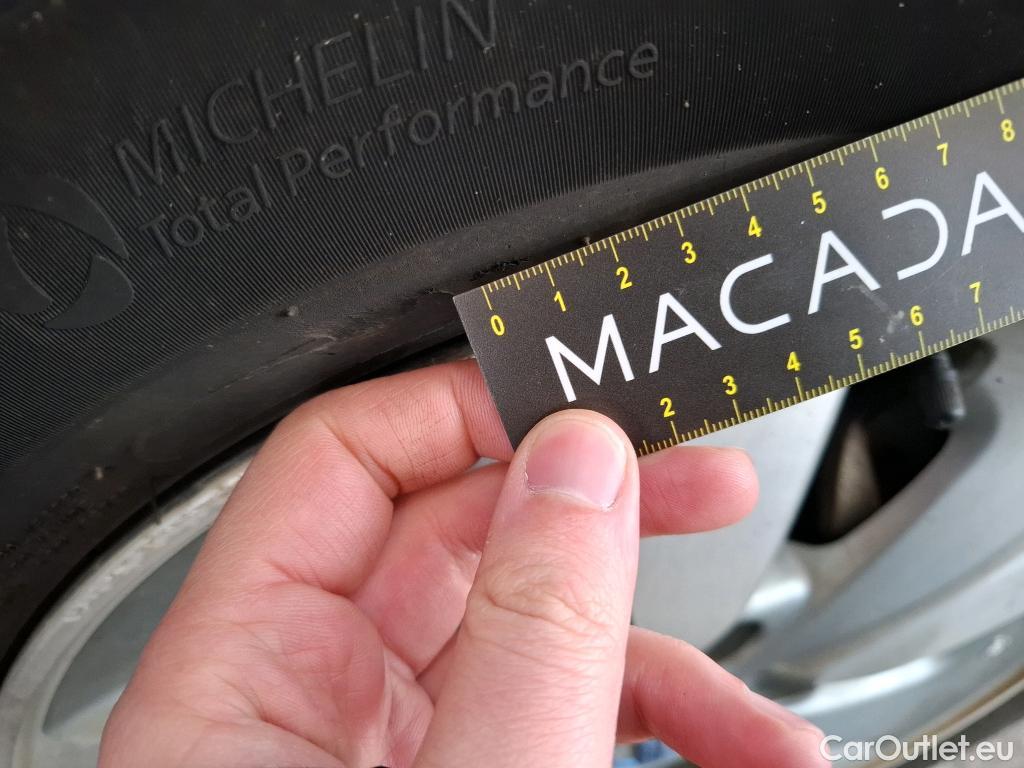 MICHELIN
Total Performance
0 1 2 3 4 5 6 7 8
MACADA
2 3 4 5 6 7
CarOutlet.eu